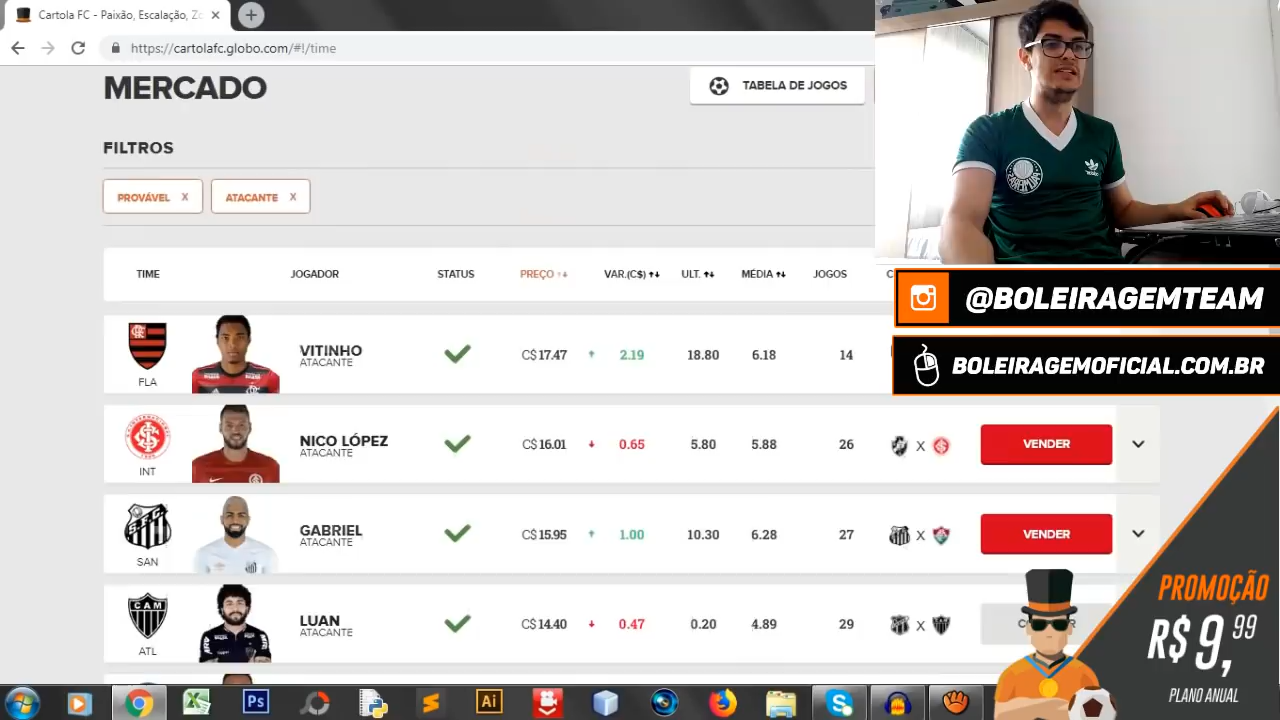 Cartola FC - Paixão, Escalação, Zo
https://cartolafc.globo.com/#!/time
MERCADO
TABELA DE JOGOS
FILTROS
PROVÁVEL X
ATACANTE X
TIME JOGADOR STATUS PREÇO VAR.(C$) ULT. MÉDIA JOGOS
@BOLEIRAGEMTEAM
BOLEIRAGEMOFICIAL.COM.BR
FLA VITINHO ATACANTE C$ 17.47 2.19 18.80 6.18 14
INT NICO LÓPEZ ATACANTE C$ 16.01 0.65 5.80 5.88 26 X VENDER
SAN GABRIEL ATACANTE C$ 15.95 1.00 10.30 6.28 27 X VENDER
CAM ATL LUAN ATACANTE C$ 14.40 0.47 0.20 4.89 29 X
PROMOÇÃO
R$ 9,99
PLANO ANUAL
Ps
Ai